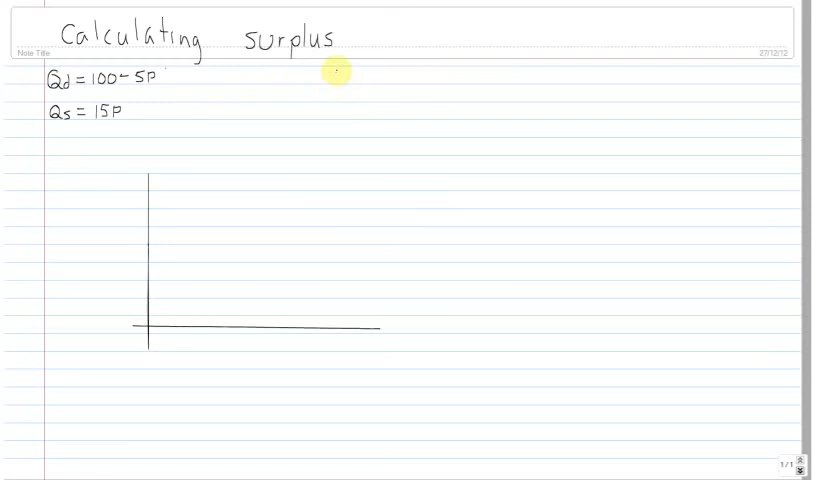 Calculating surplus
Note Title
27/12/12
Qd = 100 - 5P
Qs = 15P
1/1